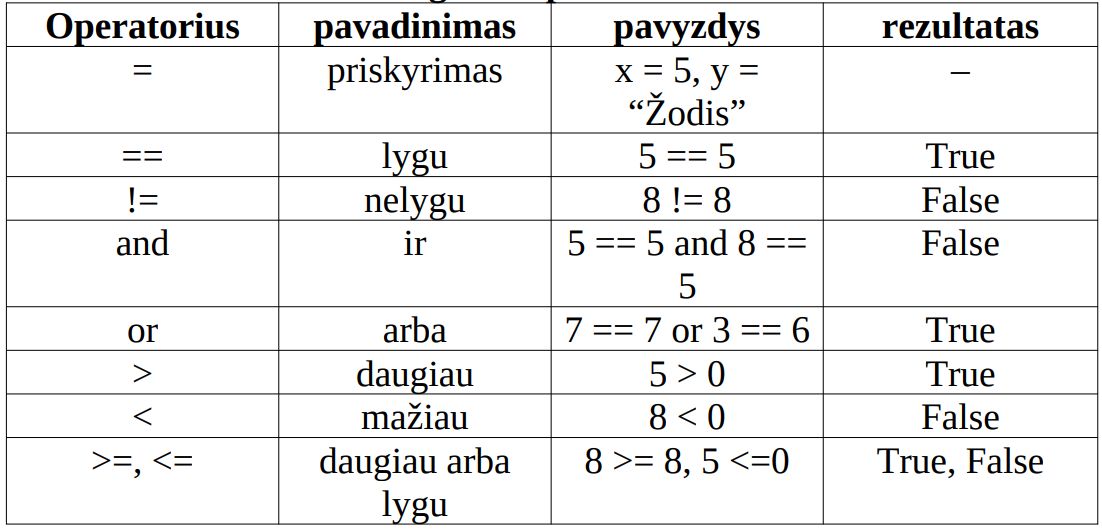 Operatorius pavadinimas pavyzdys rezultatas
= priskyrimas x = 5, y = –
“Žodis”
== lygu 5 == 5 True
!= nelygu 8 != 8 False
and ir 5 == 5 and 8 == False
5
or arba 7 == 7 or 3 == 6 True
> daugiau 5 > 0 True
< mažiau 8 < 0 False
>=, <= daugiau arba 8 >= 8, 5 <=0 True, False
lygu